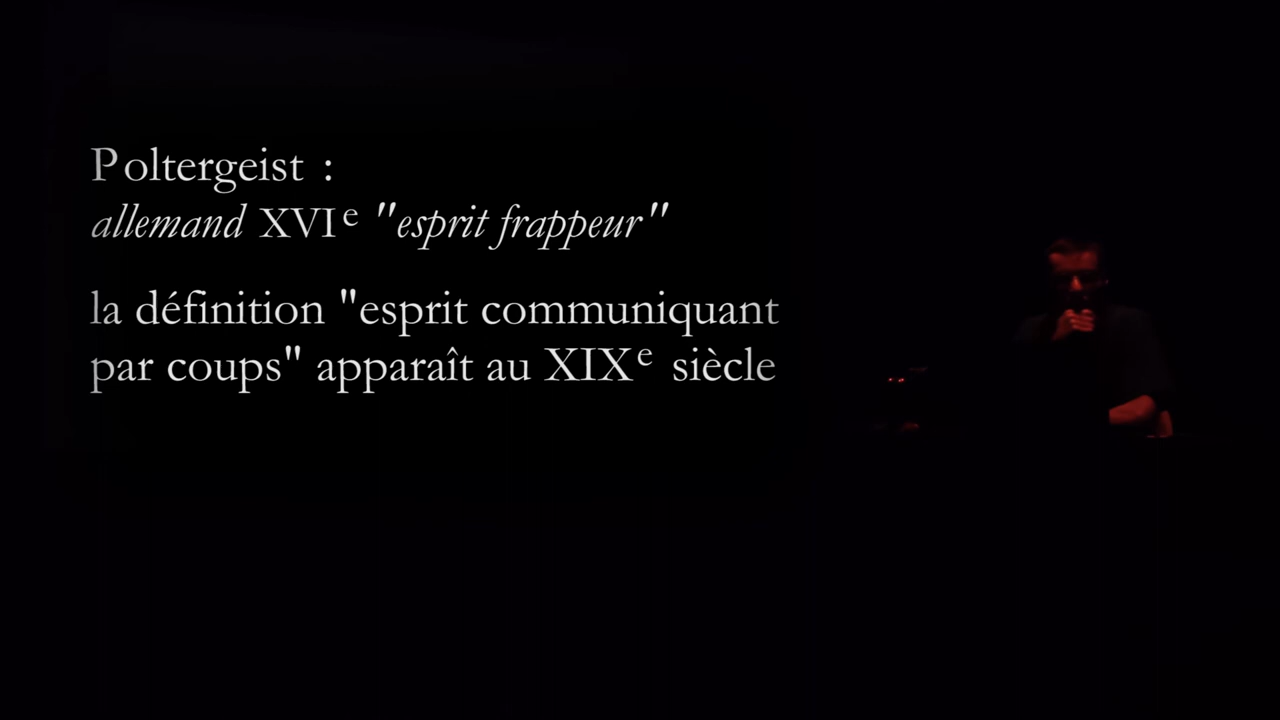 Poltergeist :
allemand XVIe "esprit frappeur"
la définition "esprit communiquant
par coups" apparaît au XIXe siècle